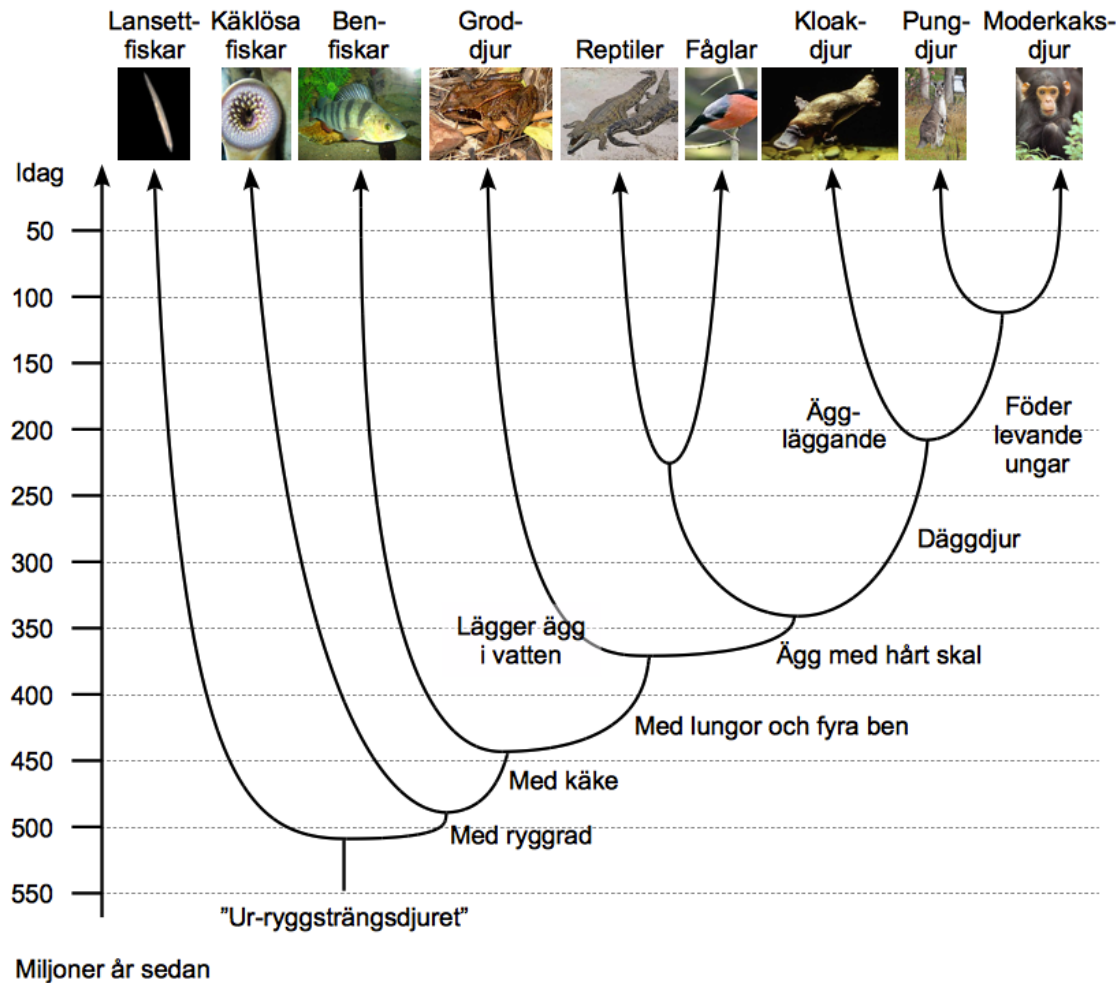 Lansett-
fiskar
Käklösa
fiskar
Ben-
fiskar
Grod-
djur
Reptiler
Fåglar
Kloak-
djur
Pung-
djur
Moderkaks-
djur
Idag
50
100
150
200
250
300
350
400
450
500
550
Ägg-
läggande
Föder
levande
ungar
Däggdjur
Lägger ägg
i vatten
Ägg med hårt skal
Med lungor och fyra ben
Med käke
Med ryggrad
"Ur-ryggsträngsdjuret"
Miljoner år sedan